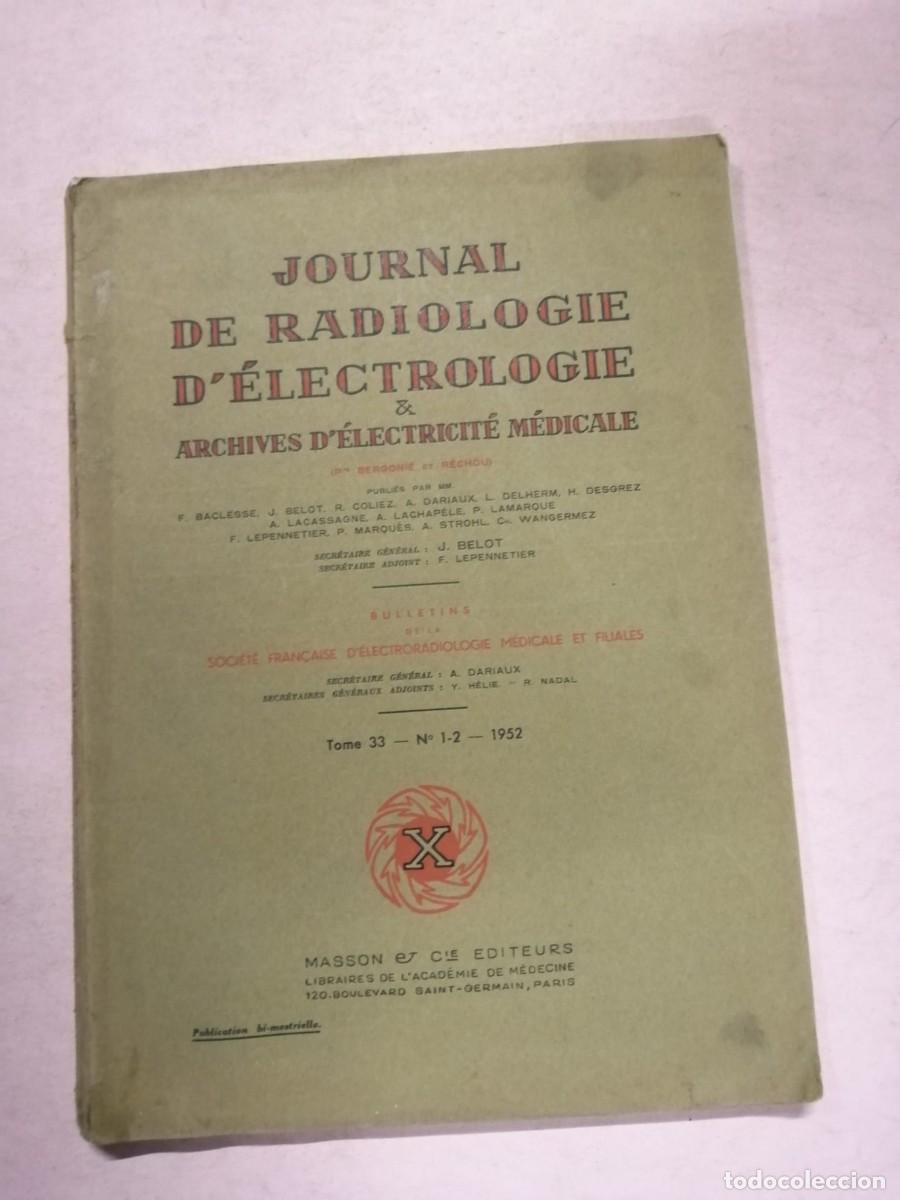 JOURNAL
DE RADIOLOGIE
D'ÉLECTROLOGIE
&
ARCHIVES D'ÉLECTRICITÉ MÉDICALE
(Prs BERGONIÉ ET RÉCHOU)
PUBLIÉS PAR MM.
F. BACLESSE, J. BELOT, R. COLIEZ, A. DARIAUX, L. DELHERM, H. DESGREZ
A. LACASSAGNE, A. LACHAPÈLE, P. LAMARQUE
F. LEPENNETIER, P. MARQUÈS, A. STROHL, CH. WANGERMEZ
SECRÉTAIRE GÉNÉRAL : J. BELOT
SECRÉTAIRE ADJOINT : F. LEPENNETIER
BULLETINS
DE LA
SOCIÉTÉ FRANÇAISE D'ÉLECTRORADIOLOGIE MÉDICALE ET FILIALES
SECRÉTAIRE GÉNÉRAL : A. DARIAUX
SECRÉTAIRES GÉNÉRAUX ADJOINTS : Y. HÉLIE. – R. NADAL
Tome 33 — No 1-2 — 1952
X
MASSON et CIE EDITEURS
LIBRAIRES DE L'ACADÉMIE DE MÉDECINE
120. BOULEVARD SAINT-GERMAIN, PARIS
Publication bi-mestrielle.
todocoleccion